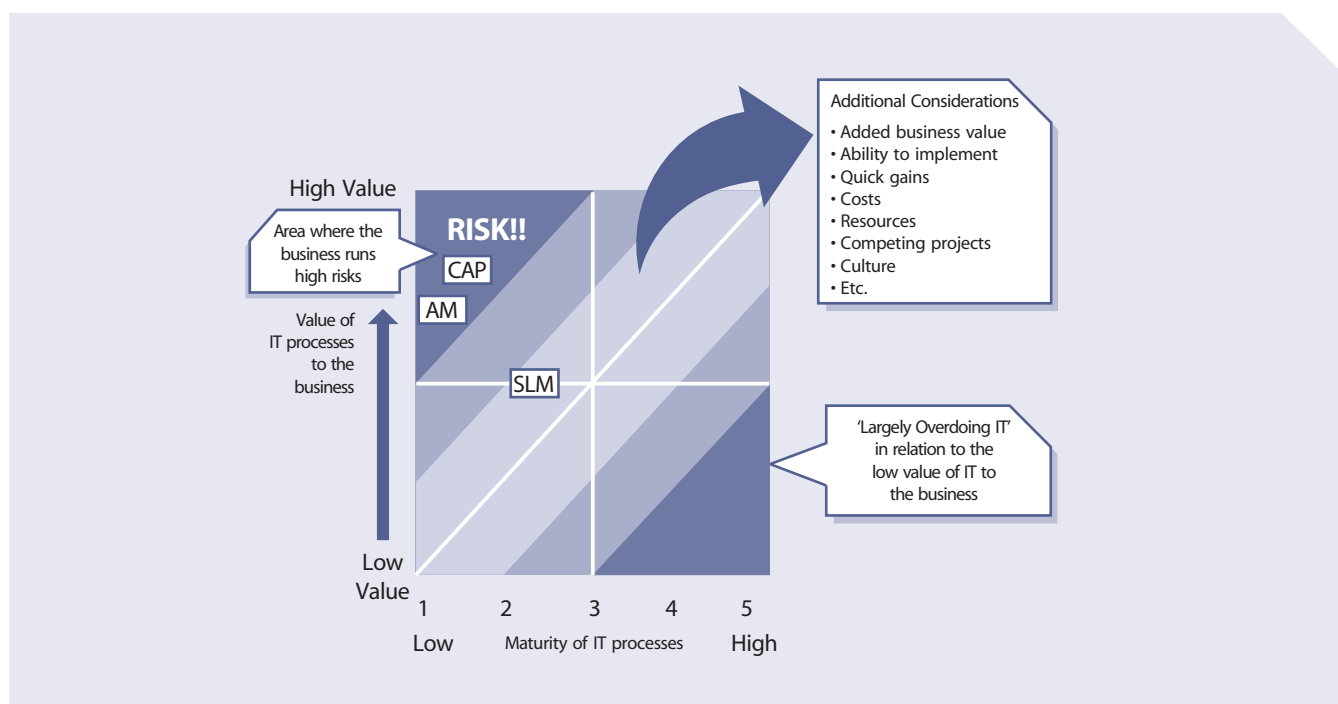 Additional Considerations
• Added business value
• Ability to implement
• Quick gains
• Costs
• Resources
• Competing projects
• Culture
• Etc.
High Value
RISK!!
Area where the
business runs
high risks
CAP
AM
Value of
IT processes
to the
business
SLM
'Largely Overdoing IT'
in relation to the
low value of IT to
the business
Low
Value
1 2 3 4 5
Low Maturity of IT processes High